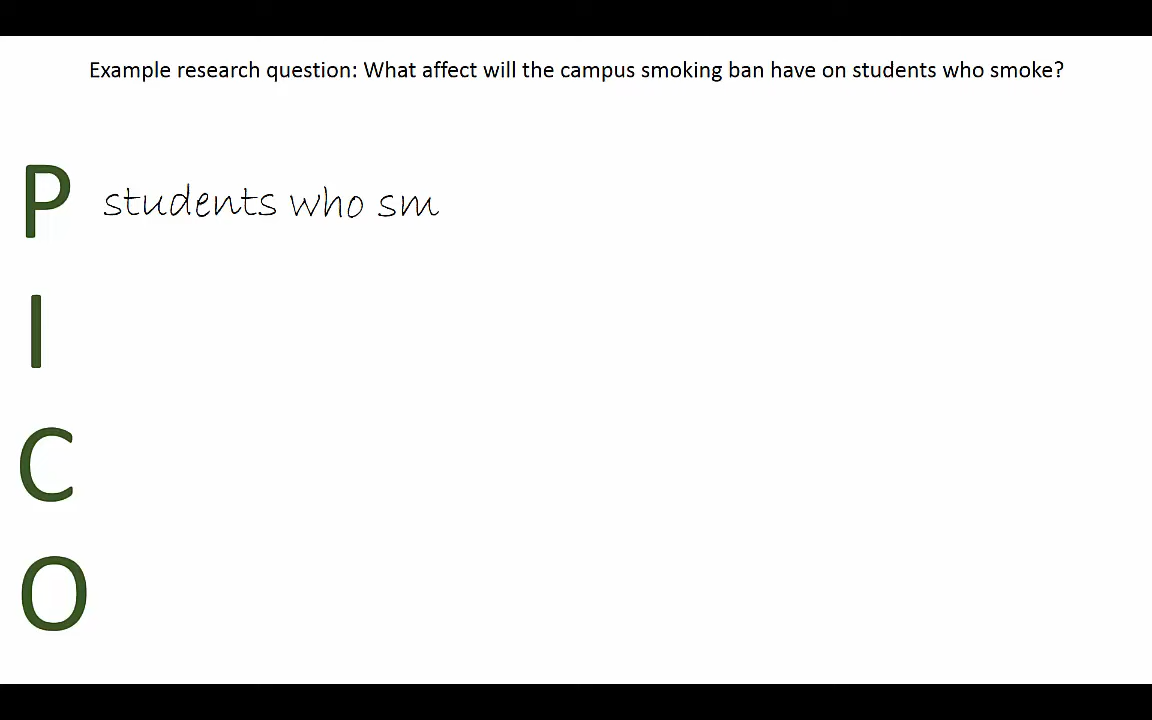 Example research question: What affect will the campus smoking ban have on students who smoke?
P students who sm
I
C
O